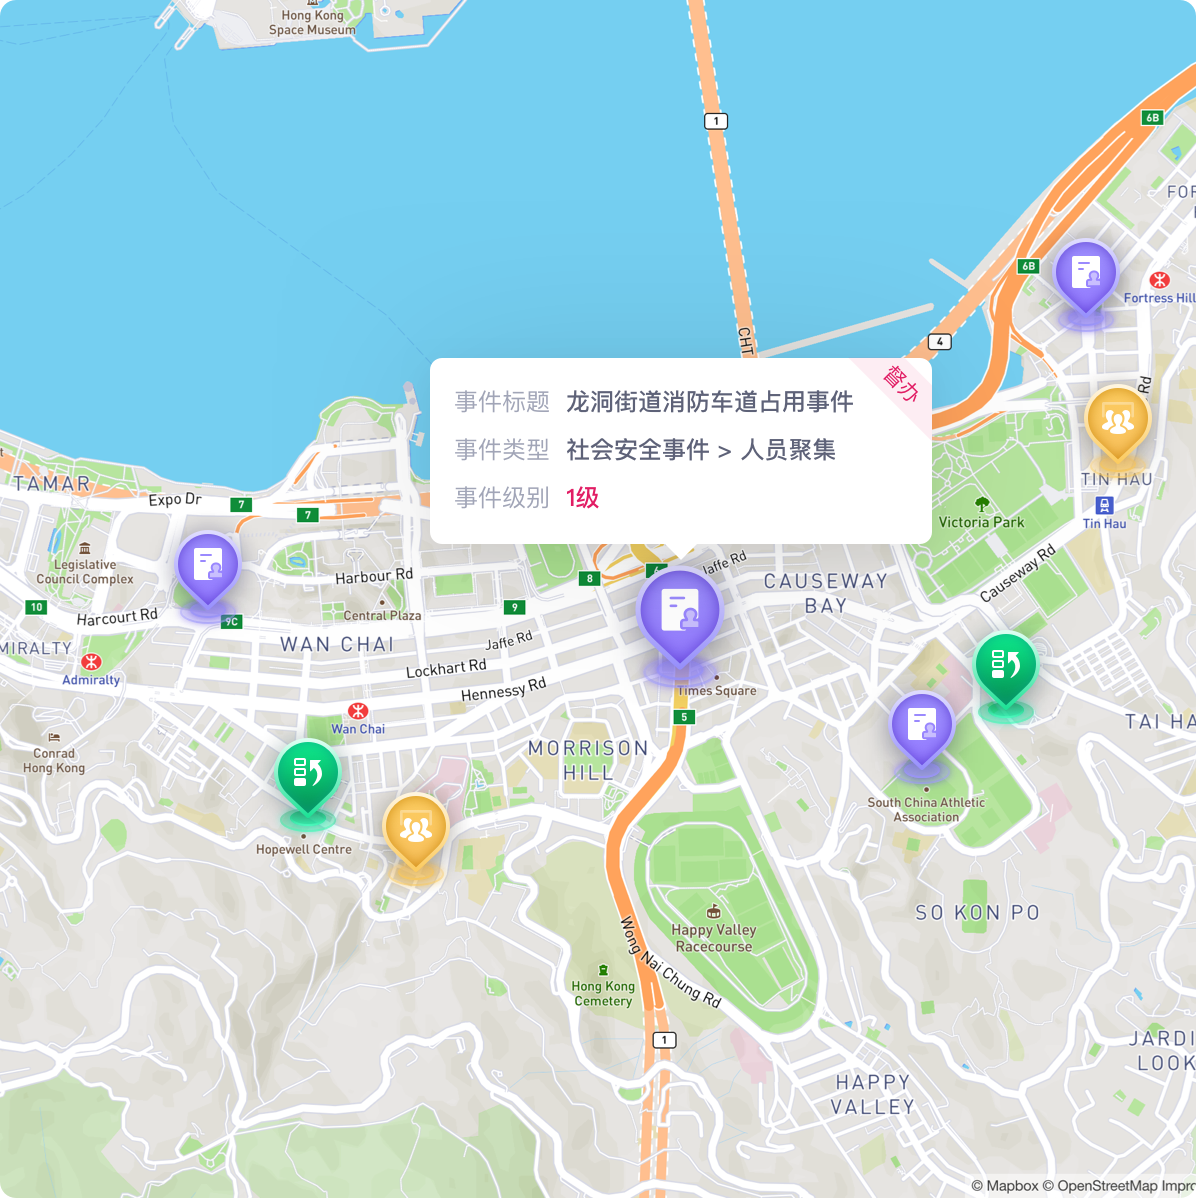 Hong Kong
Space Museum
1
6B
FOR
6B
Fortress Hill
4
CHT
督办
事件标题 龙洞街道消防车道占用事件
事件类型 社会安全事件 > 人员聚集
事件级别 1级
Rd
TIN HAU
Tin Hau
TAMAR
Expo Dr
7
7
Victoria Park
Legislative
Council Complex
Harbour Rd
8
Jaffe Rd
Causeway Rd
CAUSEWAY
BAY
10
Harcourt Rd
9C
Central Plaza
9
MIRALTY
WAN CHAI
Jaffe Rd
Lockhart Rd
Admiralty
Hennessy Rd
Times Square
Wan Chai
5
TAI HA
Conrad
Hong Kong
MORRISON
HILL
South China Athletic
Association
Hopewell Centre
SO KON PO
Happy Valley
Racecourse
Wong Nai Chung Rd
Hong Kong
Cemetery
1
JARDI
LOOK
HAPPY
VALLEY
© Mapbox © OpenStreetMap Impro